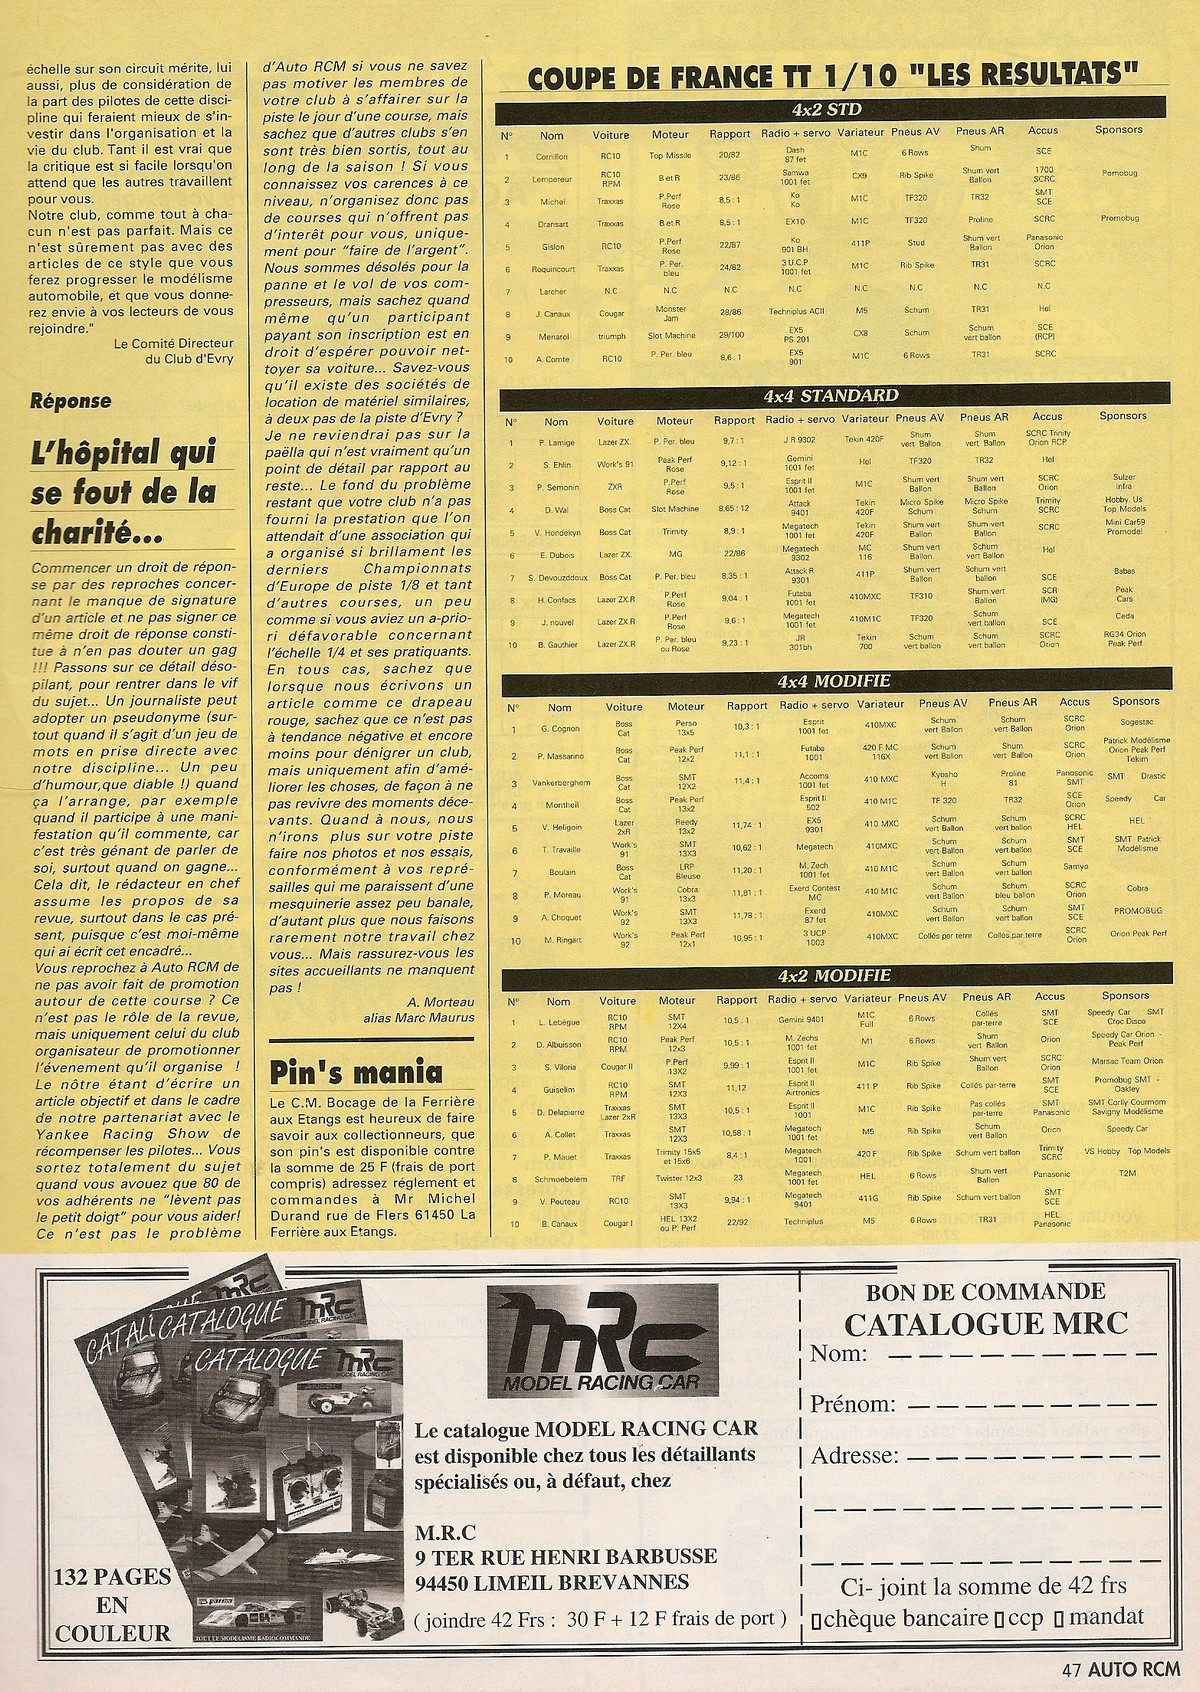 échelle sur son circuit mérite, lui
aussi, plus de considération de
la part des pilotes de cette disci-
pline qui feraient mieux de s'in-
vestir dans l'organisation et la
vie du club. Tant il est vrai que
la critique est si facile lorsqu'on
attend que les autres travaillent
pour vous.
Notre club, comme tout à cha-
cun n'est pas parfait. Mais ce
n'est sûrement pas avec des
articles de ce style que vous
ferez progresser le modélisme
automobile, et que vous donne-
rez envie à vos lecteurs de vous
rejoindre."
Le Comité Directeur
du Club d'Evry
Réponse
L'hôpital qui
se fout de la
charité...
Commencer un droit de répon-
se par des reproches concer-
nant le manque de signature
d'un article et ne pas signer ce
même droit de réponse consti-
tue à n'en pas douter un gag
!!! Passons sur ce détail déso-
pilant, pour rentrer dans le vif
du sujet... Un journaliste peut
adopter un pseudonyme (sur-
tout quand il s'agit d'un jeu de
mots en prise directe avec
notre discipline... Un peu
d'humour,que diable !) quand
ça l'arrange, par exemple
quand il participe à une mani-
festation qu'il commente, car
c'est très génant de parler de
soi, surtout quand on gagne...
Cela dit, le rédacteur en chef
assume les propos de sa
revue, surtout dans le cas pré-
sent, puisque c'est moi-même
qui ai écrit cet encadré...
Vous reprochez à Auto RCM de
ne pas avoir fait de promotion
autour de cette course ? Ce
n'est pas le rôle de la revue,
mais uniquement celui du club
organisateur de promotionner
l'évenement qu'il organise !
Le nôtre étant d'écrire un
article objectif et dans le cadre
de notre partenariat avec le
Yankee Racing Show de
récompenser les pilotes... Vous
sortez totalement du sujet
quand vous avouez que 80 de
vos adhérents ne "lèvent pas
le petit doigt" pour vous aider!
Ce n'est pas le problème
d'Auto RCM si vous ne savez
pas motiver les membres de
votre club à s'affairer sur la
piste le jour d'une course, mais
sachez que d'autres clubs s'en
sont très bien sortis, tout au
long de la saison ! Si vous
connaissez vos carences à ce
niveau, n'organisez donc pas
de courses qui n'offrent pas
d'interêt pour vous, unique-
ment pour "faire de l'argent".
Nous sommes désolés pour la
panne et le vol de vos com-
presseurs, mais sachez quand
même qu'un participant
payant son inscription est en
droit d'espérer pouvoir net-
toyer sa voiture... Savez-vous
qu'il existe des sociétés de
location de matériel similaires,
à deux pas de la piste d'Evry ?
Je ne reviendrai pas sur la
paëlla qui n'est vraiment qu'un
point de détail par rapport au
reste... Le fond du problème
restant que votre club n'a pas
fourni la prestation que l'on
attendait d'une association qui
a organisé si brillament les
derniers Championnats
d'Europe de piste 1/8 et tant
d'autres courses, un peu
comme si vous aviez un a-prio-
ri défavorable concernant
l'échelle 1/4 et ses pratiquants.
En tous cas, sachez que
lorsque nous écrivons un
article comme ce drapeau
rouge, sachez que ce n'est pas
à tendance négative et encore
moins pour dénigrer un club,
mais uniquement afin d'amé-
liorer les choses, de façon à ne
pas revivre des moments déce-
vants. Quand à nous, nous
n'irons plus sur votre piste
faire nos photos et nos essais,
conformément à vos repré-
sailles qui me paraissent d'une
mesquinerie assez peu banale,
d'autant plus que nous faisons
rarement notre travail chez
vous... Mais rassurez-vous les
sites accueillants ne manquent
pas !
A. Morteau
alias Marc Maurus
Pin's mania
Le C.M. Bocage de la Ferrière
aux Etangs est heureux de faire
savoir aux collectionneurs, que
son pin's est disponible contre
la somme de 25 F (frais de port
compris) adressez réglement et
commandes à Mr Michel
Durand rue de Flers 61450 La
Ferrière aux Etangs.
COUPE DE FRANCE TT 1/10 "LES RESULTATS"
4x2 STD
N° Nom Voiture Moteur Rapport Radio + servo Variateur Pneus AV Pneus AR Accus Sponsors
1 Cornillon RC10 Top Missile 20/82 Dash 87 fet M1C 6 Rows Shum SCE
2 Lempereur RC10 RPM B et R 23/86 Samwa 1001 fet CX9 Rib Spike Shum vert Ballon 1700 SCRC Pomobug
3 Michel Traxxas P.Perf Rose 8,5 : 1 Ko Ko M1C TF320 TR32 SMT SCE
4 Dransart Traxxas B et R 8,5 : 1 EX10 M1C TF320 Proline SCRC Promobug
5 Gislon RC10 P.Perf Rose 22/87 Ko 901 BH 411P Stud Shum vert Ballon Panasonic Orion
6 Roquincourt Traxxas P. Per. bleu 24/82 3 U.C.P 1001 fet M1C Rib Spike TR31 SCRC
7 Larcher N.C N.C N.C N.C N.C N.C N.C N.C
8 J. Canaux Cougar Monster Jam 28/86 Techniplus ACII M5 Schum TR31 Hel
9 Menarol triumph Slot Machine 29/100 EX5 PS 201 CX8 Schum Schum vert ballon SCE (RCP)
10 A. Comte RC10 P. Per. bleu 8,6 : 1 EX5 901 M1C 6 Rows TR31 SCRC
4x4 STANDARD
N° Nom Voiture Moteur Rapport Radio + servo Variateur Pneus AV Pneus AR Accus Sponsors
1 P. Lamige Lazer ZX. P. Per. bleu 9,7 : 1 J.R 9302 Tekin 420F Shum vert Ballon Shum vert Ballon SCRC Trinity Orion RCP
2 S. Ehlin Work's 91 Peak Perf Rose 9,12 : 1 Gemini 1001 fet Hel TF320 TR32 Hel
3 P. Semonin ZXR P.Perf Rose 9,5 : 1 Esprit II 1001 fet M1C Shum vert Ballon Shum vert Ballon SCRC Orion Sulzer Infra
4 D. Wal Boss Cat Slot Machine 8,65 : 12 Attack 9401 Tekin 420F Micro Spike Schum Micro Spike Schum Trimity SCRC Hobby. Us Top Models
5 V. Hondekyn Boss Cat Trimity 8,9 : 1 Megatech 1001 fet Tekin 420F Shum vert Ballon Shum vert Ballon SCRC Mini Car59 Promodel
6 E. Dubois Lazer ZX. MG 22/86 Megatech 9302 MC 116 Shum vert Ballon Schum vert Ballon Hel
7 S. Devouzddoux Boss Cat P. Per. bleu 8,35 : 1 Attack R 9301 411P Shum vert Ballon Schum vert ballon SCE Babas
8 H. Confacs Lazer ZX.R P.Perf Rose 9,04 : 1 Futaba 1001 fet 410MXC TF310 Shum vert Ballon SCR (MG) Peak Cars
9 J. nouvel Lazer ZX.R P.Perf Rose 9,6 : 1 Megatech 1001 fet 410M1C TF320 Schum vert Ballon SCE Ceda
10 B. Gauthier Lazer ZX.R P. Per. bleu ou Rose 9,23 : 1 JR 301bh Tekin 700 Schum vert ballon Schum vert ballon SCRC Orion RG34 Orion Peak Perf
4x4 MODIFIE
N° Nom Voiture Moteur Rapport Radio + servo Variateur Pneus AV Pneus AR Accus Sponsors
1 G. Cognon Boss Cat Perso 13x5 10,3 : 1 Esprit 1001 fet 410MXC Schum vert Ballon Schum vert Ballon SCRC Orion Sogestac
2 P. Massarino Boss Cat Peak Perf 12x2 11,1 : 1 Futaba 1001 420 F MC 116X Schum vert Ballon Shum vert Ballon SCRC Orion Patrick Modélisme Orion Peak Perf Tekim
3 Vankerberghem Boss Cat SMT 12X2 11,4 : 1 Accoms 1001 fet 410 MXC Kyosho H Proline 81 Panosonic SMT SMT Drastic
4 Montheil Boss Cat Peak Perf 13x2 Esprit Ii 502 410 M1C TF 320 TR32 SCE Orion Speedy Car
5 V. Heligoin Lazer 2xR Reedy 13x2 11,74 : 1 EX5 9301 410 MXC Schum vert Ballon Schum vert ballon SCRC HEL HEL
6 T. Travaille Work's 91 SMT 13X3 10,62 : 1 Megatech 410MXC Schum vert Ballon Schum vert ballon SMT SCE SMT Patrick Modélisme
7 Boulain Boss Cat LRP Bleuse 11,20 : 1 M. Zech 1001 fet 410 M1C Schum vert Ballon Schum vert ballon SCE Orion Samyo
8 P. Moreau Work's 91 Cobra 13x3 11,81 : 1 Exerd Contest MC 410 M1C Schum vert Ballon Schum bleu ballon SCRC Orion Cobra
9 A. Choquet Work's 92 SMT 13X3 11,78 : 1 Exerd 87 fet 410MXC Schum vert Ballon Schum vert ballon SMT SCE PROMOBUG
10 M. Ringart Work's 92 Peak Perf 12x1 10,95 : 1 3 UCP 1003 410MXC Collés par terre Collés par terre SCRC Orion Orion Peak Perf
4x2 MODIFIE
N° Nom Voiture Moteur Rapport Radio + servo Variateur Pneus AV Pneus AR Accus Sponsors
1 L. Lebègue RC10 RPM SMT 12X4 10,5 : 1 Gemini 9401 M1C Full 6 Rows Collés par-terre SMT SCE Speedy Car SMT Croc Disco
2 D. Albuisson RC10 RPM Peak Perf 12x3 10,5 : 1 M. Zechs 1001 fet M1 6 Rows Shum vert Ballon Orion Speedy Car Orion - Peak Perf
3 S. Viloria Cougar II P.Perf 13X2 9,99 : 1 Esprit II 1001 fet M1C Rib Spike Shum vert Ballon SCRC Orion Marsac Team Orion
4 Guiselim RC10 RPM SMT 12X3 11,12 Esprit II Airtronics 411 P Rib Spike Collés par-terre SMT SCE Promobug SMT - Oakley
5 D. Delapierre Traxxas Lazer 2xR SMT 13X3 10,5 : 1 Esprit II 1001 M1C Rib Spike Pas collés par-terre SMT Panasonic SMT Corliy Courmom Savigny Modélisme
6 A. Collet Traxxas SMT 12X3 10,58 : 1 Megatech 1001 fet M5 Rib Spike Schum vert Ballon Orion Speedy Car
7 P. Mauet Traxxas Trimity 15x5 et 15x6 8,4 : 1 Megatech 1001 420 F Rib Spike Schum vert ballon Trimity SCRC VS Hobby Top Models
8 Schmoebelem TRF Twister 12x3 23 Megatech 1001 fet HEL 6 Rows Shum vert Ballon Panasonic T2M
9 V. Pouteau RC10 SMT 13X3 9,94 : 1 Megatech 9401 411G Rib Spike Schum vert ballon SMT SCE
10 B. Canaux Cougar I HEL 13X2 ou P. Perf 22/92 Techniplus M5 6 Rows TR31 HEL Panasonic
CATALOGUE
CATALOGUE
MODEL RACING CAR
CATALOGUE
mRc
TOUT LE MODELISME RADIOCOMMANDE
132 PAGES
EN
COULEUR
mRc
MODEL RACING CAR
Le catalogue MODEL RACING CAR
est disponible chez tous les détaillants
spécialisés ou, à défaut, chez
M.R.C
9 TER RUE HENRI BARBUSSE
94450 LIMEIL BREVANNES
( joindre 42 Frs : 30 F + 12 F frais de port )
BON DE COMMANDE
CATALOGUE MRC
Nom:
Prénom:
Adresse:
Ci- joint la somme de 42 frs
chèque bancaire ccp mandat
47 AUTO RCM